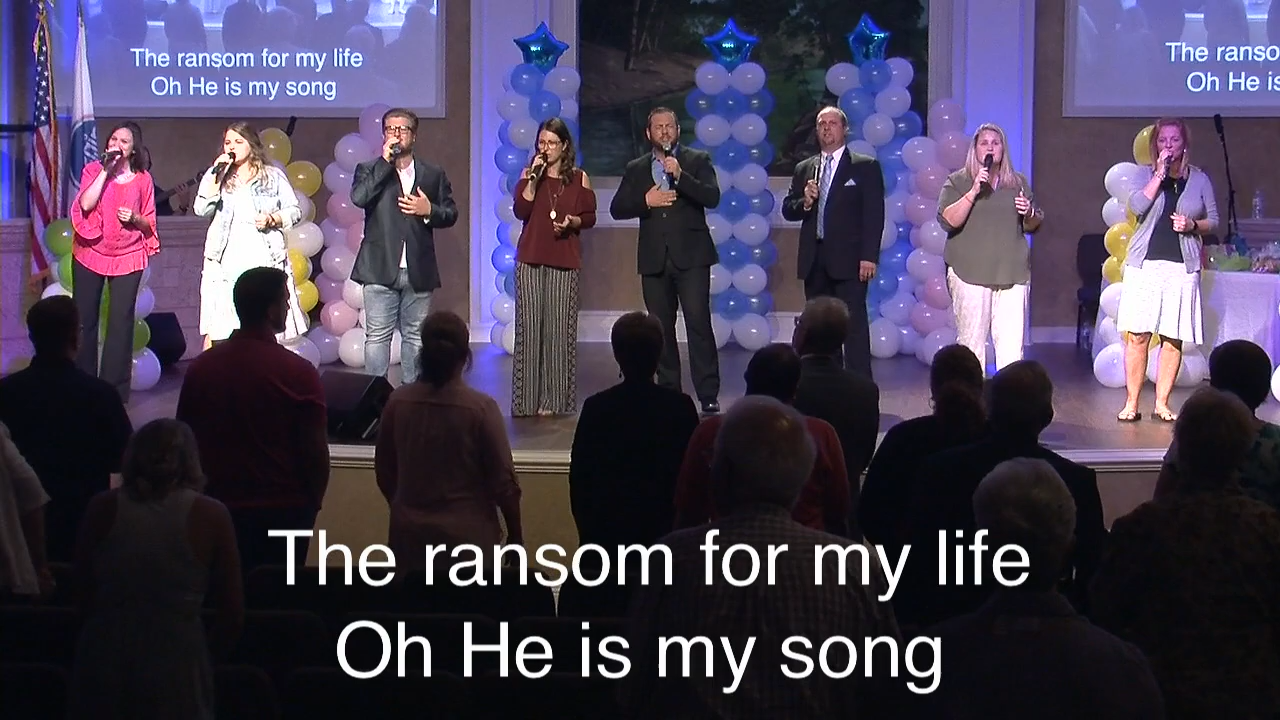 The ransom for my life
Oh He is my song
The ranso
Oh He is
The ransom for my life
Oh He is my song